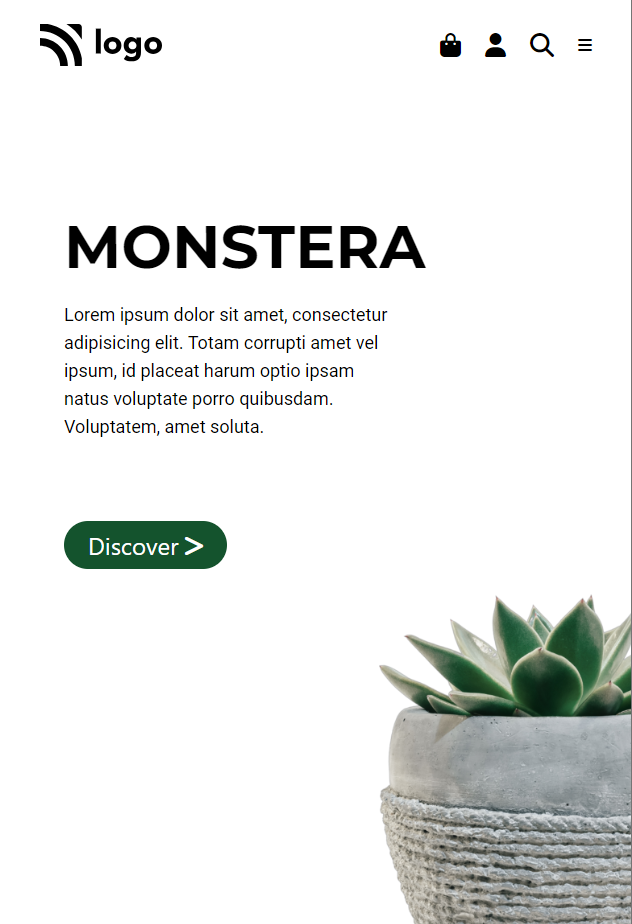 logo
MONSTERA
Lorem ipsum dolor sit amet, consectetur
adipisicing elit. Totam corrupti amet vel
ipsum, id placeat harum optio ipsam
natus voluptate porro quibusdam.
Voluptatem, amet soluta.
Discover >